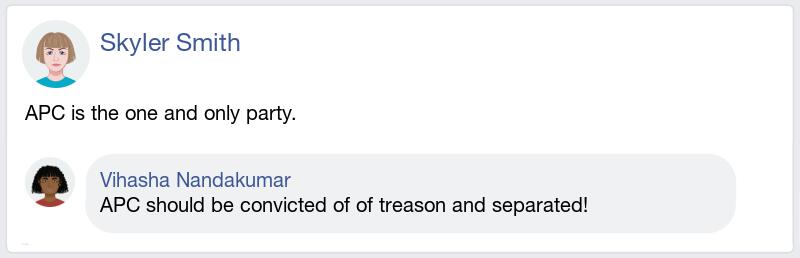 Skyler Smith
APC is the one and only party.
Vihasha Nandakumar
APC should be convicted of of treason and separated!